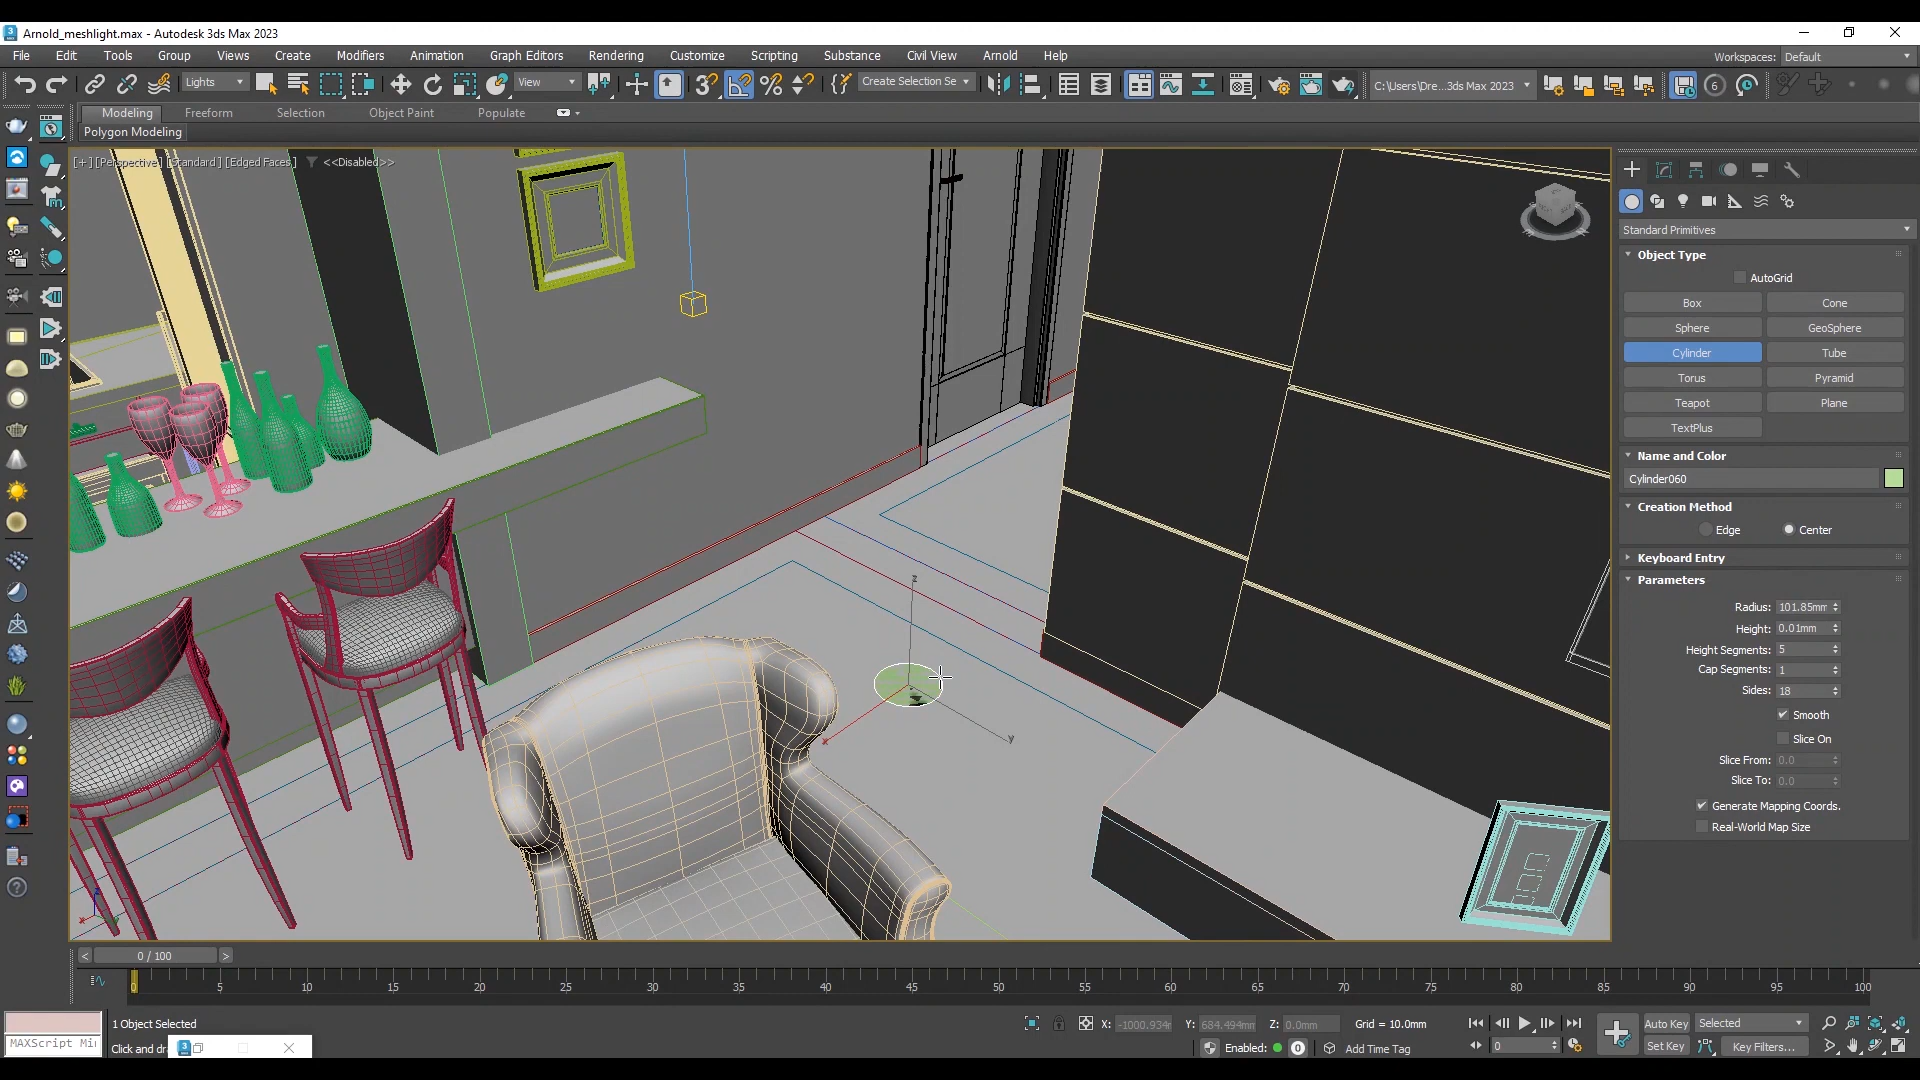 Arnold_meshlight.max - Autodesk 3ds Max 2023
File Edit Tools Group Views Create Modifiers Animation Graph Editors Rendering Customize Scripting Substance Civil View Arnold Help
Workspaces: Default
Lights View Create Selection Se C:\Users\Dre...3ds Max 2023 6
Modeling Freeform Selection Object Paint Populate
Polygon Modeling
[+] [Perspective] [Standard] [Edged Faces] <<Disabled>>
Standard Primitives
Object Type
AutoGrid
Box Cone
Sphere GeoSphere
Cylinder Tube
Torus Pyramid
Teapot Plane
TextPlus
Name and Color
Cylinder060
Creation Method
Edge Center
Keyboard Entry
Parameters
Radius: 101.85mm
Height: 0.01mm
Height Segments: 5
Cap Segments: 1
Sides: 18
Smooth
Slice On
Slice From: 0.0
Slice To: 0.0
Generate Mapping Coords.
Real-World Map Size
z
x
y
< 0 / 100 >
0 5 10 15 20 25 30 35 40 45 50 55 60 65 70 75 80 85 90 95 100
1 Object Selected
X: -1000.934m Y: 684.494mm Z: 0.0mm Grid = 10.0mm
Auto Key Selected
MAXScript Mi
Click and dr
Enabled: 0 Add Time Tag
0
Set Key Key Filters...